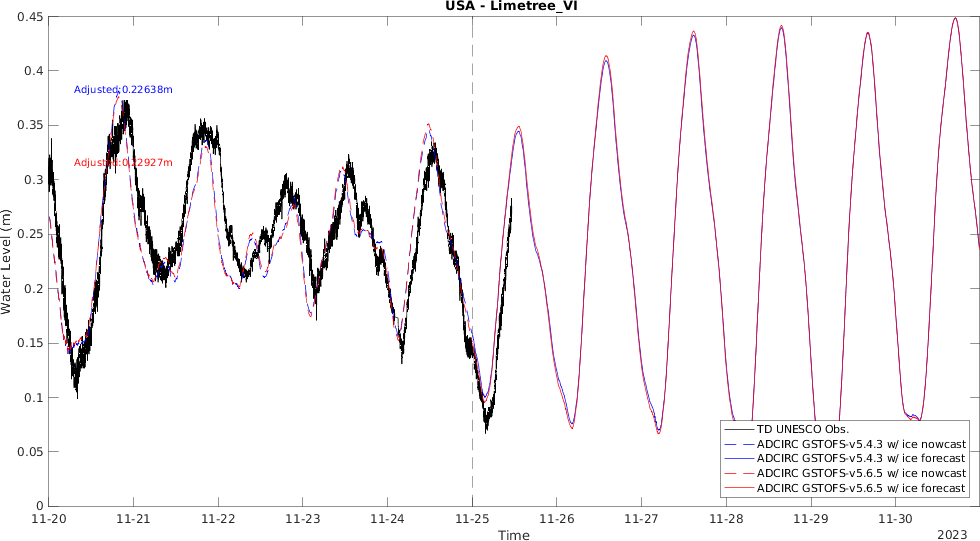 USA - Limetree_VI
0.45
0.4
0.35
0.3
0.25
0.2
0.15
0.1
0.05
0
Water Level (m)
Adjusted:0.22638m
Adjusted:0.22927m
TD UNESCO Obs.
ADCIRC GSTOFS-v5.4.3 w/ ice nowcast
ADCIRC GSTOFS-v5.4.3 w/ ice forecast
ADCIRC GSTOFS-v5.6.5 w/ ice nowcast
ADCIRC GSTOFS-v5.6.5 w/ ice forecast
11-20 11-21 11-22 11-23 11-24 11-25 11-26 11-27 11-28 11-29 11-30
Time
2023